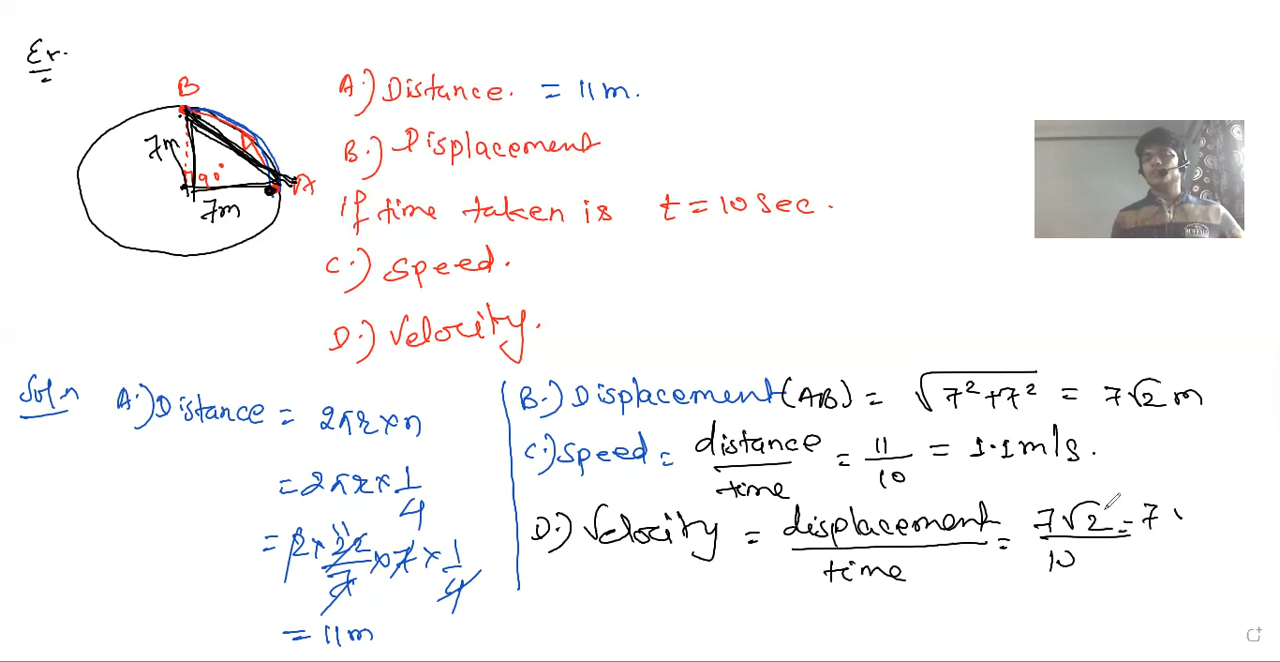 Ex.
B
7m
90°
A
7m
A.) Distance. = 11m.
B.) Displacement
If time taken is t = 10 sec.
C.) Speed.
D.) Velocity.
Soln
A.) Distance = 2πr × n
= 2πr × 1/4
= 2 × 22/7 × 7 × 1/4
11
= 11m
B.) Displacement (AB) = √7²+7² = 7√2 m
C.) Speed = distance/time = 11/10 = 1.1 m/s.
D.) Velocity = displacement/time = 7√2/10 = 7